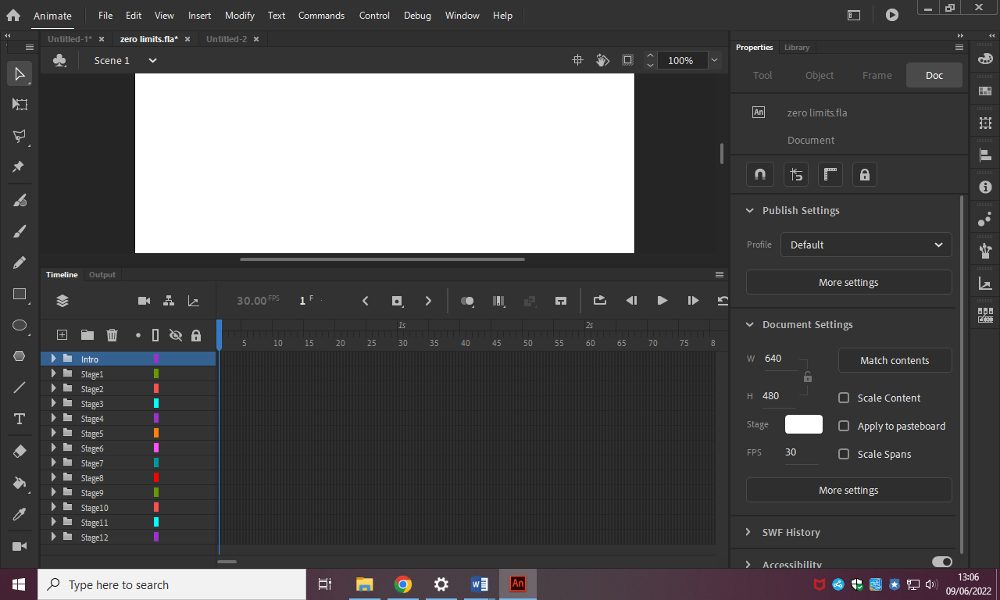 Animate File Edit View Insert Modify Text Commands Control Debug Window Help
Untitled-1* × zero limits.fla* × Untitled-2 ×
Scene 1 100%
Properties Library
Tool Object Frame Doc
An zero limits.fla
Document
Publish Settings
Profile Default
More settings
Document Settings
W 640 Match contents
H 480 Scale Content
Stage Apply to pasteboard
FPS 30 Scale Spans
More settings
SWF History
Accessibility
Timeline Output
30.00 FPS 1 F
1s 2s
5 10 15 20 25 30 35 40 45 50 55 60 65 70 75 8
Intro
Stage1
Stage2
Stage3
Stage4
Stage5
Stage6
Stage7
Stage8
Stage9
Stage10
Stage11
Stage12
Type here to search
An
13:06
09/06/2022